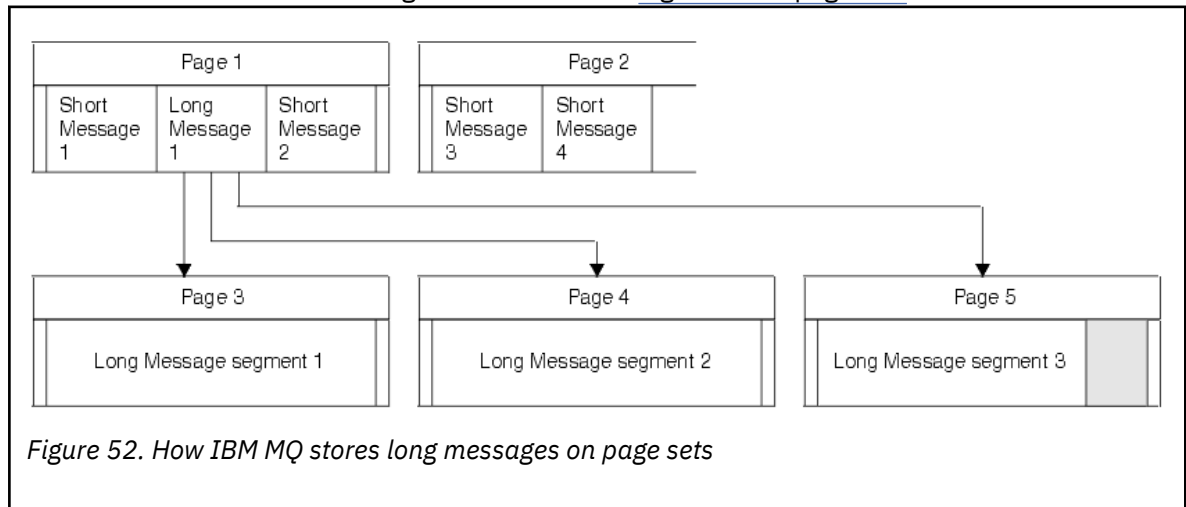 Page 1
Page 2
Short
Message
1
Long
Message
1
Short
Message
2
Short
Message
3
Short
Message
4
Page 3
Page 4
Page 5
Long Message segment 1
Long Message segment 2
Long Message segment 3
Figure 52. How IBM MQ stores long messages on page sets